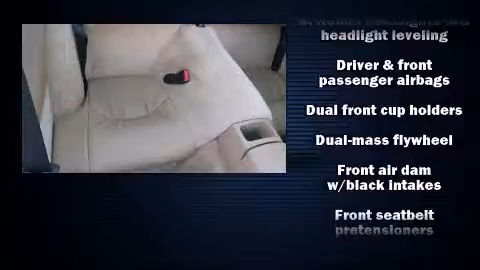 headlight leveling
Driver & front
passenger airbags
Dual front cup holders
Dual-mass flywheel
Front air dam
w/black intakes
Front seatbelt
pretensioners